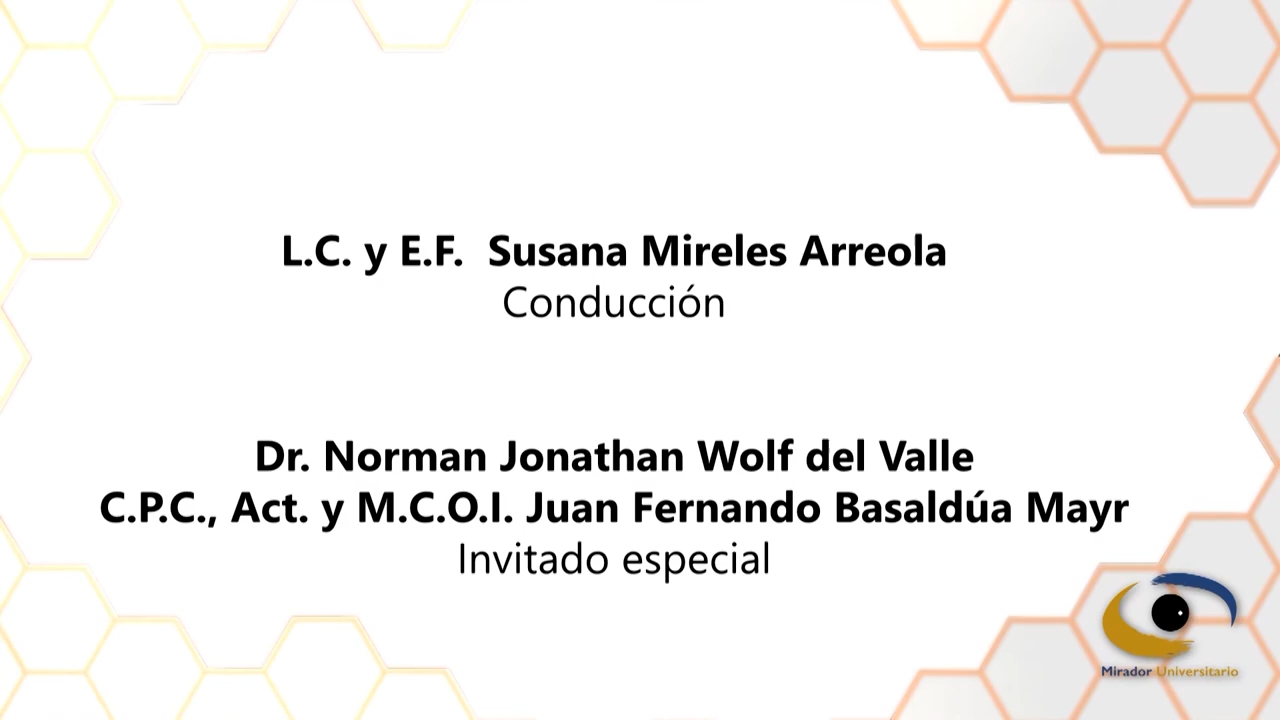 L.C. y E.F. Susana Mireles Arreola
Conducción
Dr. Norman Jonathan Wolf del Valle
C.P.C., Act. y M.C.O.I. Juan Fernando Basaldúa Mayr
Invitado especial
Mirador Universitario